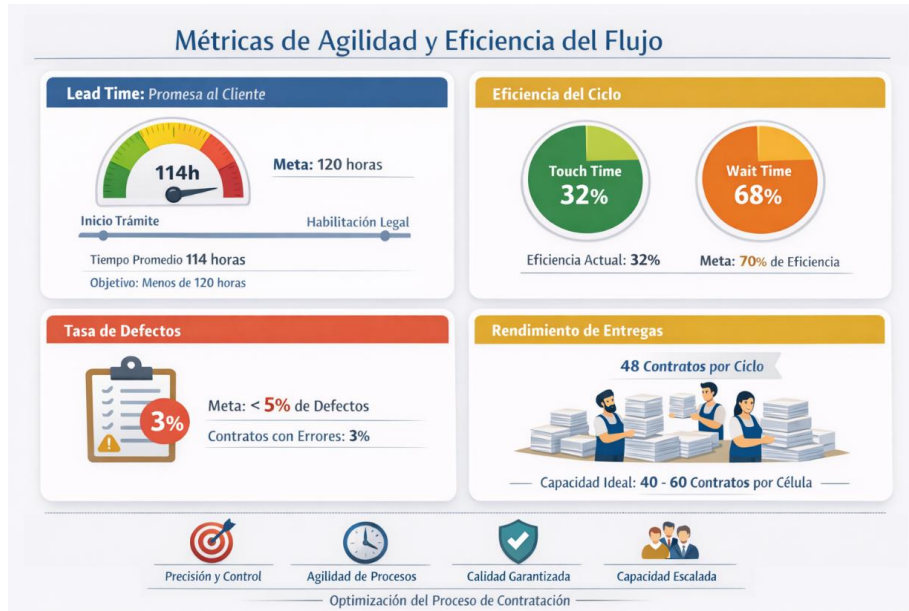 Métricas de Agilidad y Eficiencia del Flujo
Lead Time: Promesa al Cliente
114h
Meta: 120 horas
Inicio Trámite
Habilitación Legal
Tiempo Promedio 114 horas
Objetivo: Menos de 120 horas
Eficiencia del Ciclo
Touch Time
32%
Wait Time
68%
Eficiencia Actual: 32%
Meta: 70% de Eficiencia
Tasa de Defectos
3%
Meta: < 5% de Defectos
Contratos con Errores: 3%
Rendimiento de Entregas
48 Contratos por Ciclo
Capacidad Ideal: 40 - 60 Contratos por Célula
Precisión y Control
Agilidad de Procesos
Calidad Garantizada
Capacidad Escalada
Optimización del Proceso de Contratación